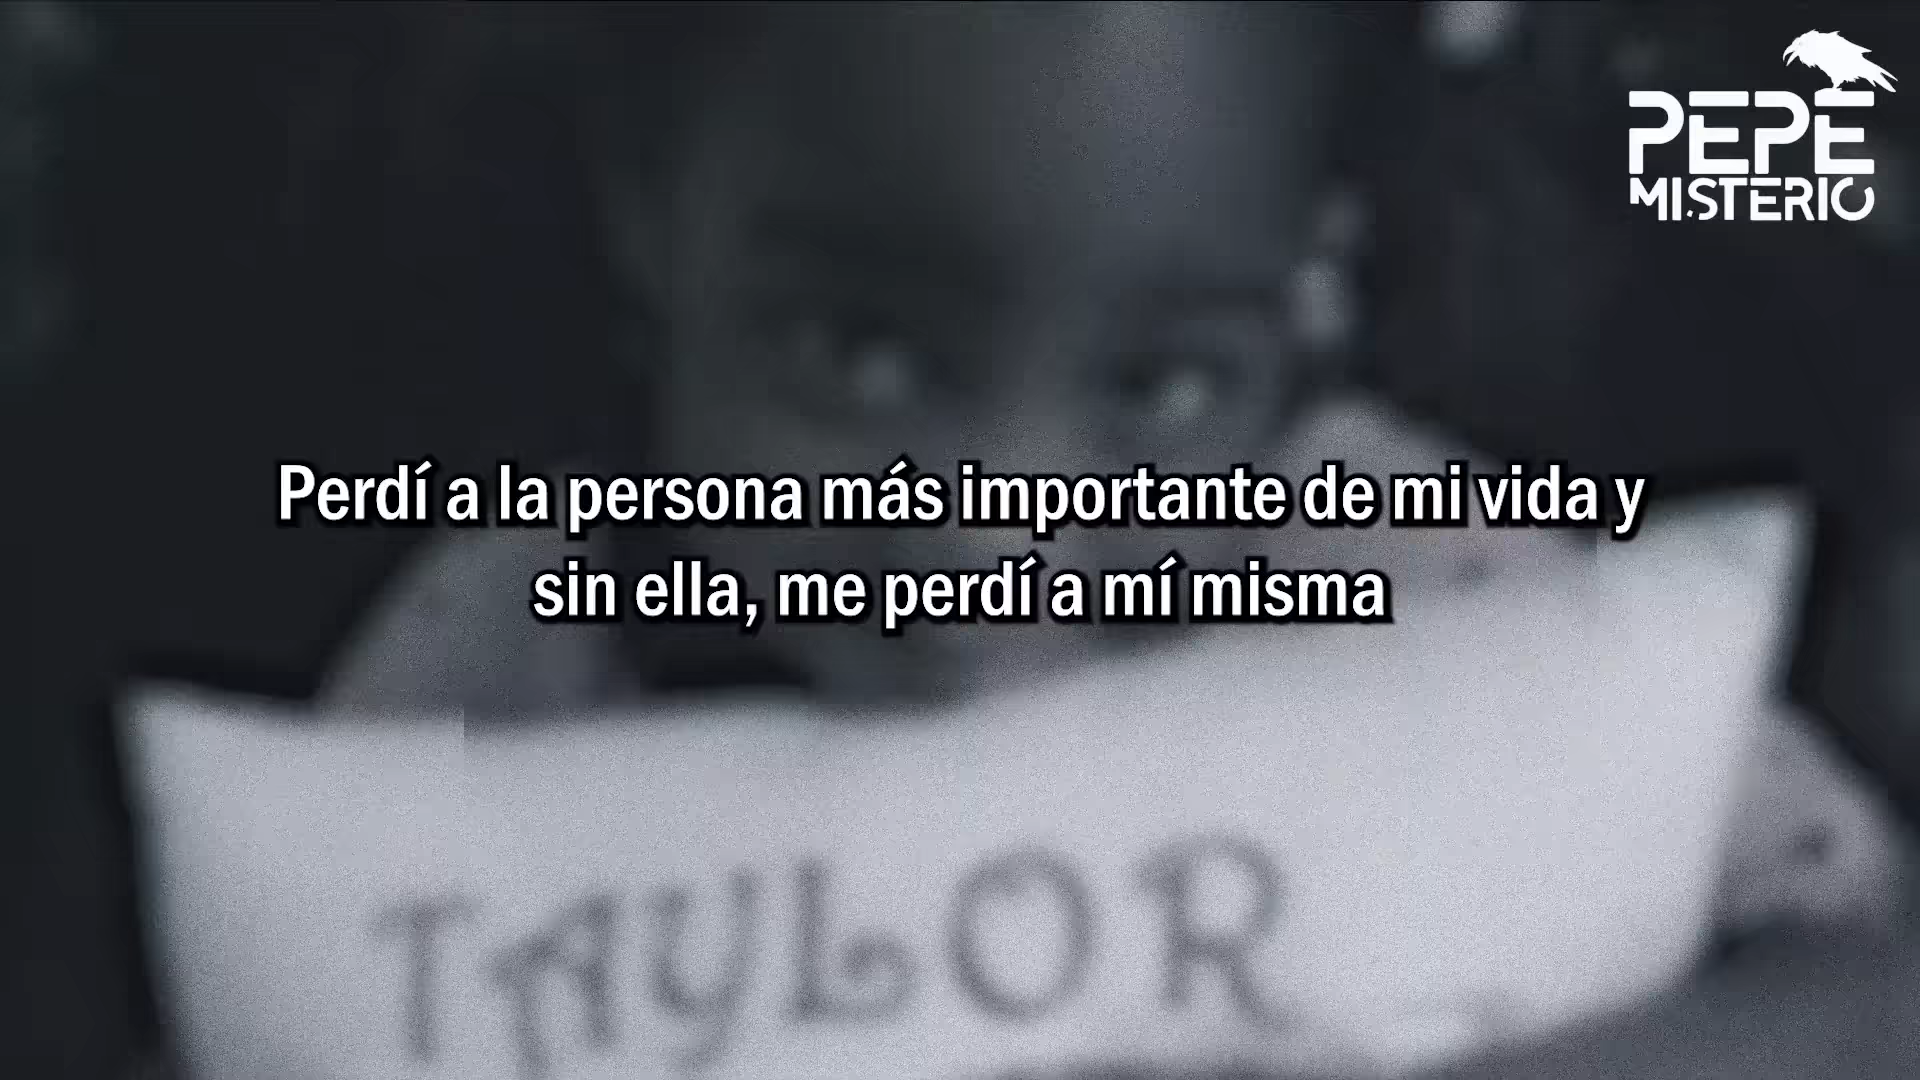 PEPE
MISTERIO
Perdí a la persona más importante de mi vida y
sin ella, me perdí a mí misma
TAYLOR